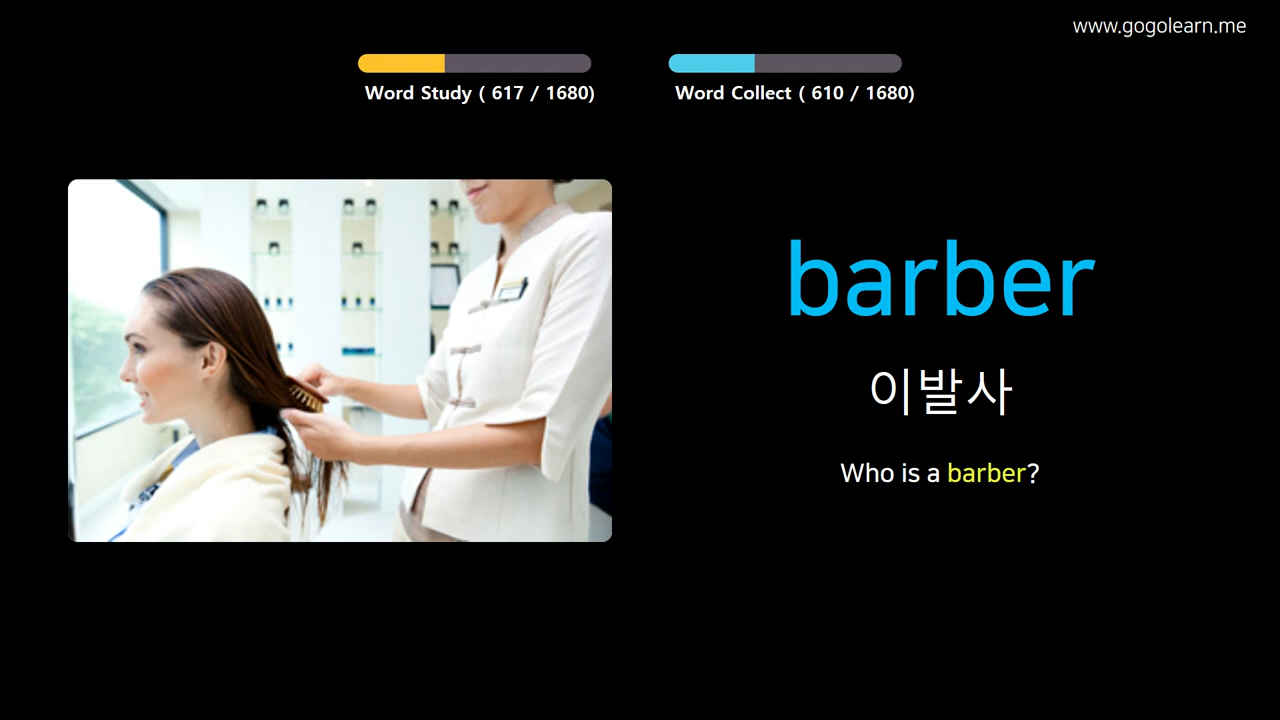 www.gogolearn.me
Word Study ( 617 / 1680)
Word Collect ( 610 / 1680)
barber
이발사
Who is a barber?